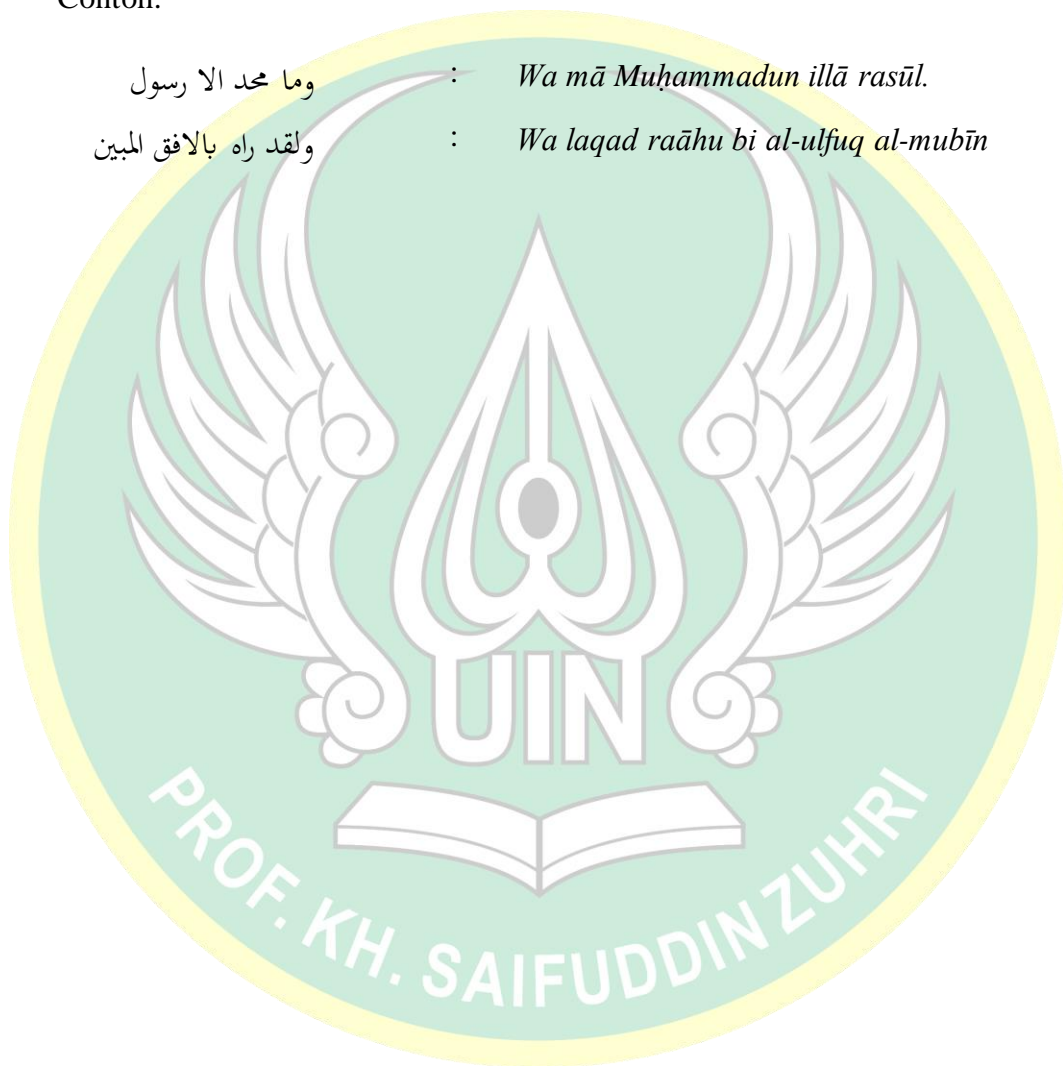 Contoh:
وما محمد الا رسول : Wa mā Muḥammadun illā rasūl.
ولقد راه بالافق المبين : Wa laqad raāhu bi al-ulfuq al-mubīn
UIN
PROF. KH. SAIFUDDIN ZUHRI